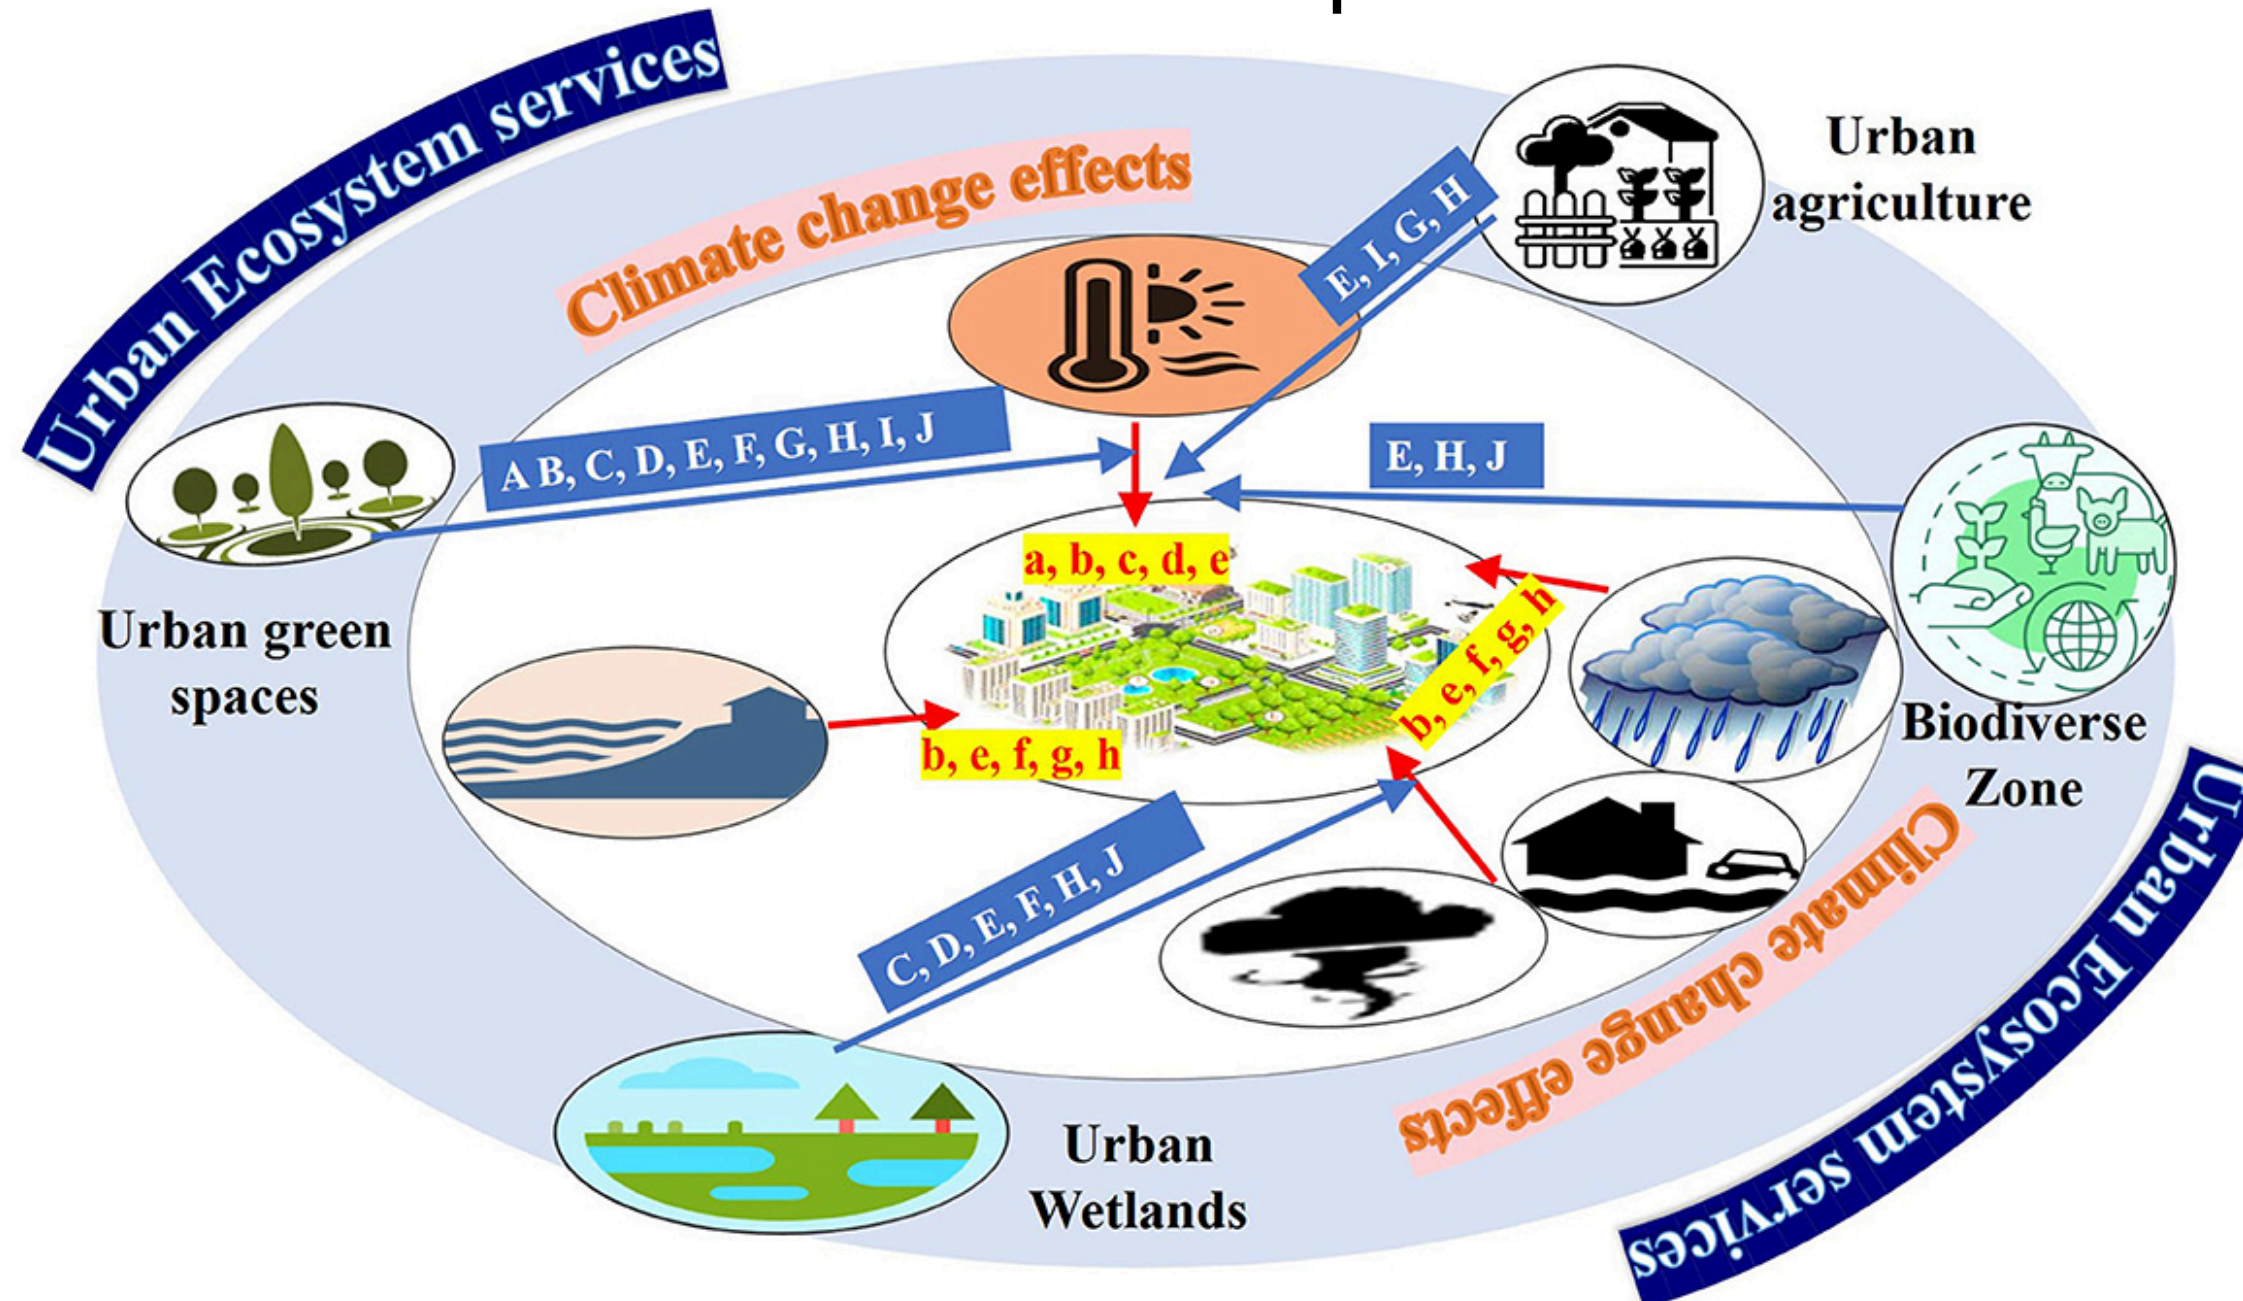 Urban Ecosystem services
Climate change effects
Urban
agriculture
E, I, G, H
A B, C, D, E, F, G, H, I, J
E, H, J
a, b, c, d, e
Urban green
spaces
b, e, f, g, h
b, e, f, g, h
Biodiverse
Zone
C, D, E, F, H, J
Climate change effects
Urban
Wetlands
Urban Ecosystem services